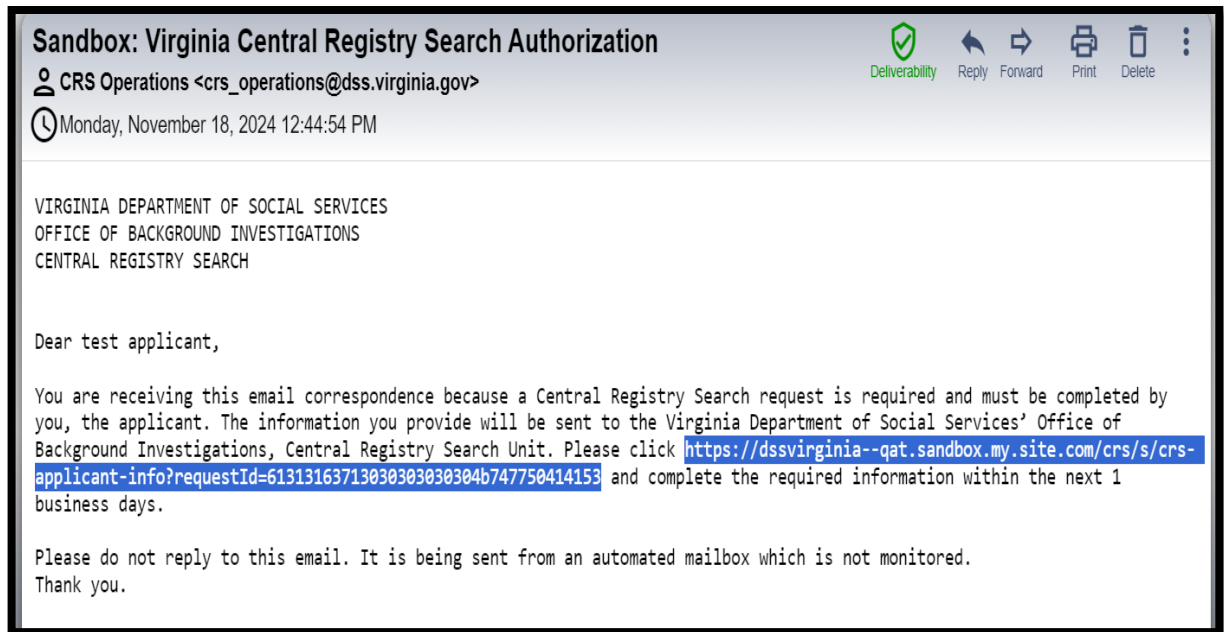 Sandbox: Virginia Central Registry Search Authorization
Deliverability
Reply
Forward
Print
Delete
CRS Operations <crs_operations@dss.virginia.gov>
Monday, November 18, 2024 12:44:54 PM
VIRGINIA DEPARTMENT OF SOCIAL SERVICES
OFFICE OF BACKGROUND INVESTIGATIONS
CENTRAL REGISTRY SEARCH
Dear test applicant,
You are receiving this email correspondence because a Central Registry Search request is required and must be completed by
you, the applicant. The information you provide will be sent to the Virginia Department of Social Services’ Office of
Background Investigations, Central Registry Search Unit. Please click https://dssvirginia--qat.sandbox.my.site.com/crs/s/crs-
applicant-info?requestId=613131637130303030304b747750414153 and complete the required information within the next 1
business days.
Please do not reply to this email. It is being sent from an automated mailbox which is not monitored.
Thank you.